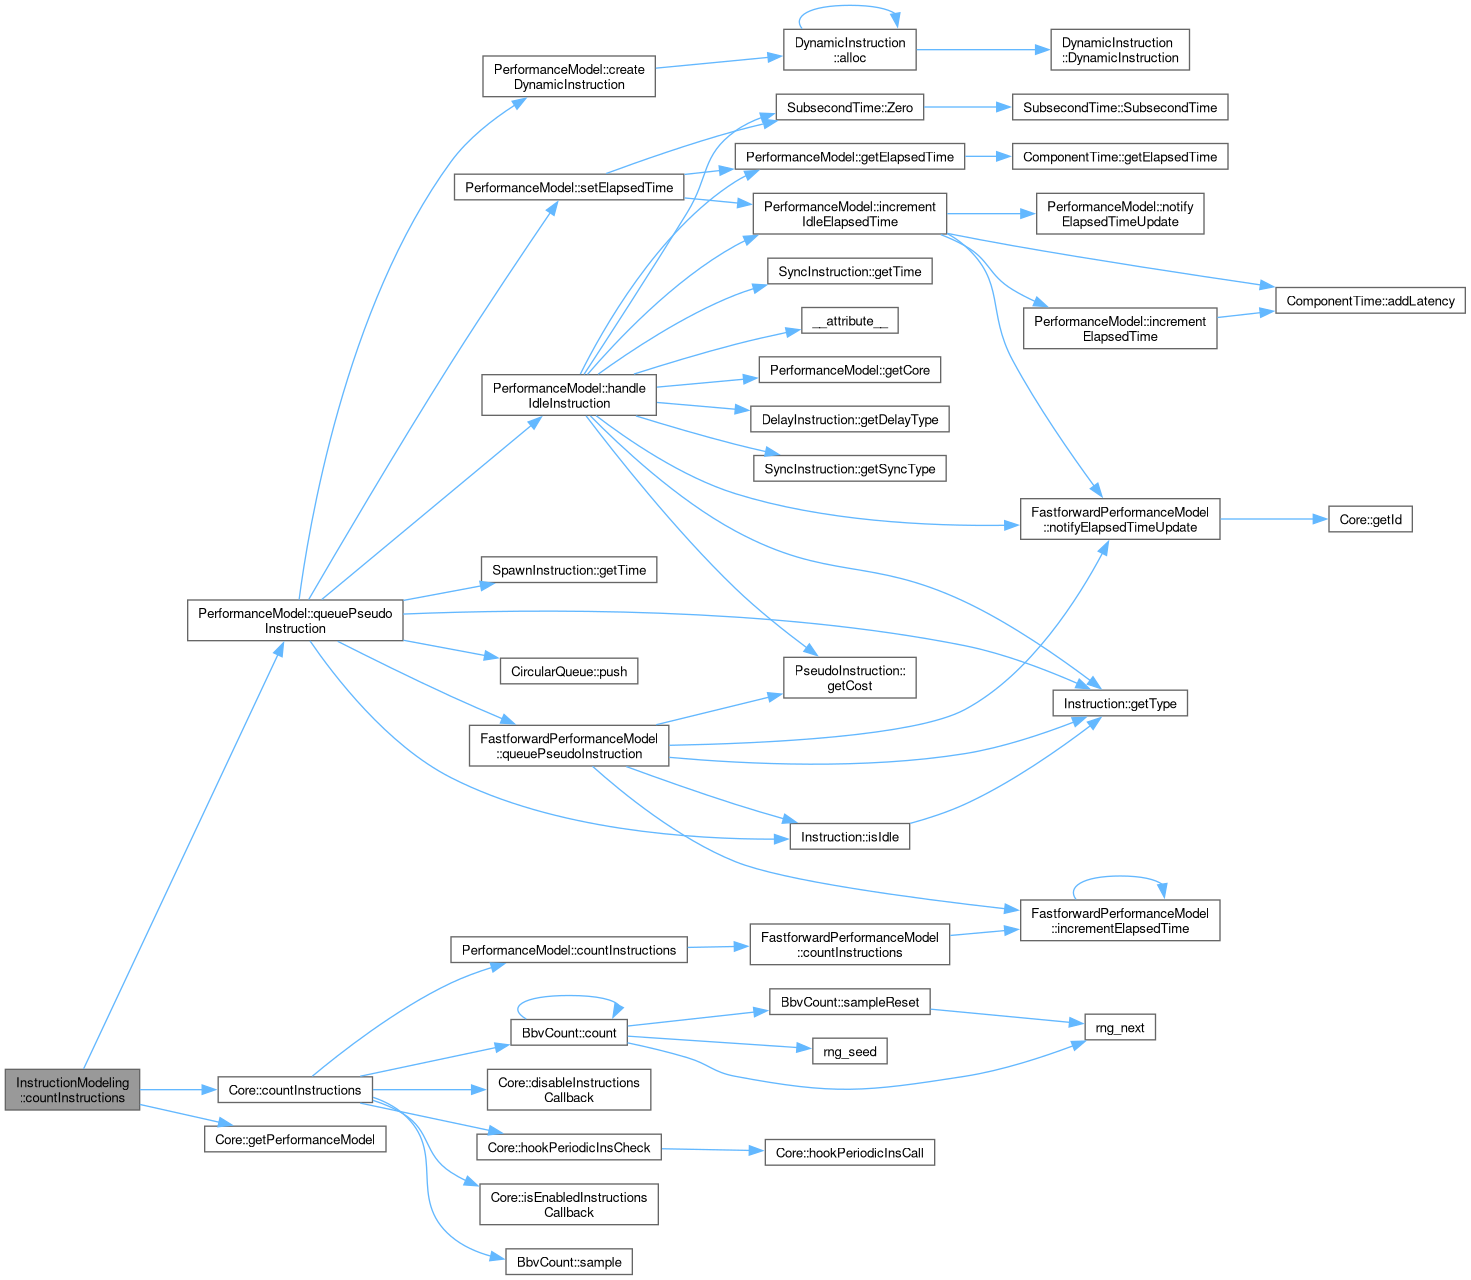 DynamicInstruction
::alloc
DynamicInstruction
::DynamicInstruction
PerformanceModel::create
DynamicInstruction
SubsecondTime::Zero
SubsecondTime::SubsecondTime
PerformanceModel::getElapsedTime
ComponentTime::getElapsedTime
PerformanceModel::setElapsedTime
PerformanceModel::increment
IdleElapsedTime
PerformanceModel::notify
ElapsedTimeUpdate
SyncInstruction::getTime
ComponentTime::addLatency
__attribute__
PerformanceModel::increment
ElapsedTime
PerformanceModel::getCore
PerformanceModel::handle
IdleInstruction
DelayInstruction::getDelayType
SyncInstruction::getSyncType
FastforwardPerformanceModel
::notifyElapsedTimeUpdate
Core::getId
SpawnInstruction::getTime
PerformanceModel::queuePseudo
Instruction
CircularQueue::push
PseudoInstruction::
getCost
Instruction::getType
FastforwardPerformanceModel
::queuePseudoInstruction
Instruction::isIdle
FastforwardPerformanceModel
::incrementElapsedTime
PerformanceModel::countInstructions
FastforwardPerformanceModel
::countInstructions
BbvCount::sampleReset
BbvCount::count
rng_next
rng_seed
InstructionModeling
::countInstructions
Core::countInstructions
Core::disableInstructions
Callback
Core::getPerformanceModel
Core::hookPeriodicInsCheck
Core::hookPeriodicInsCall
Core::isEnabledInstructions
Callback
BbvCount::sample